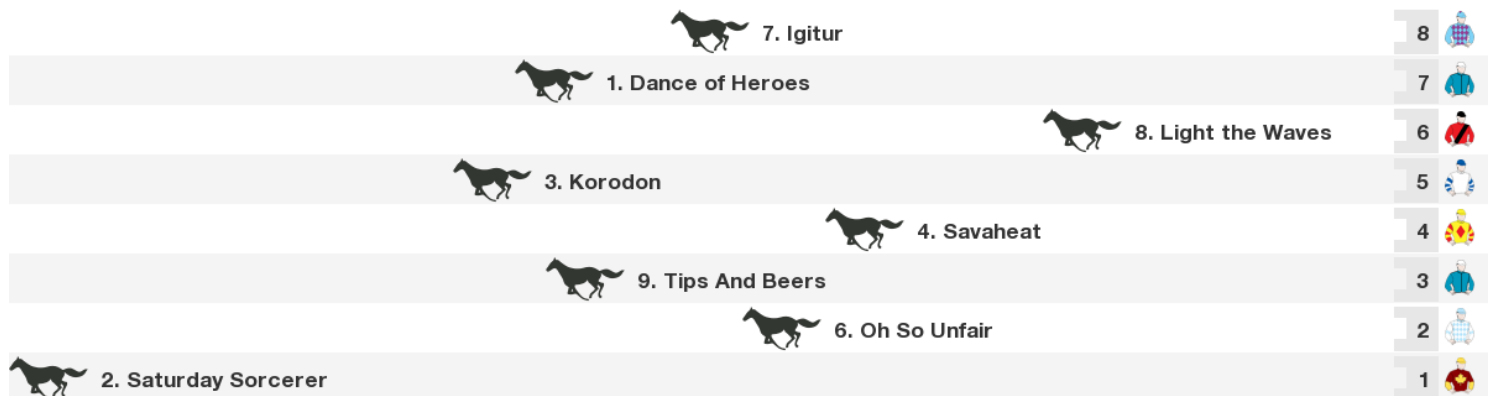 7. Igitur 8
1. Dance of Heroes 7
8. Light the Waves 6
3. Korodon 5
4. Savaheat 4
9. Tips And Beers 3
6. Oh So Unfair 2
2. Saturday Sorcerer 1